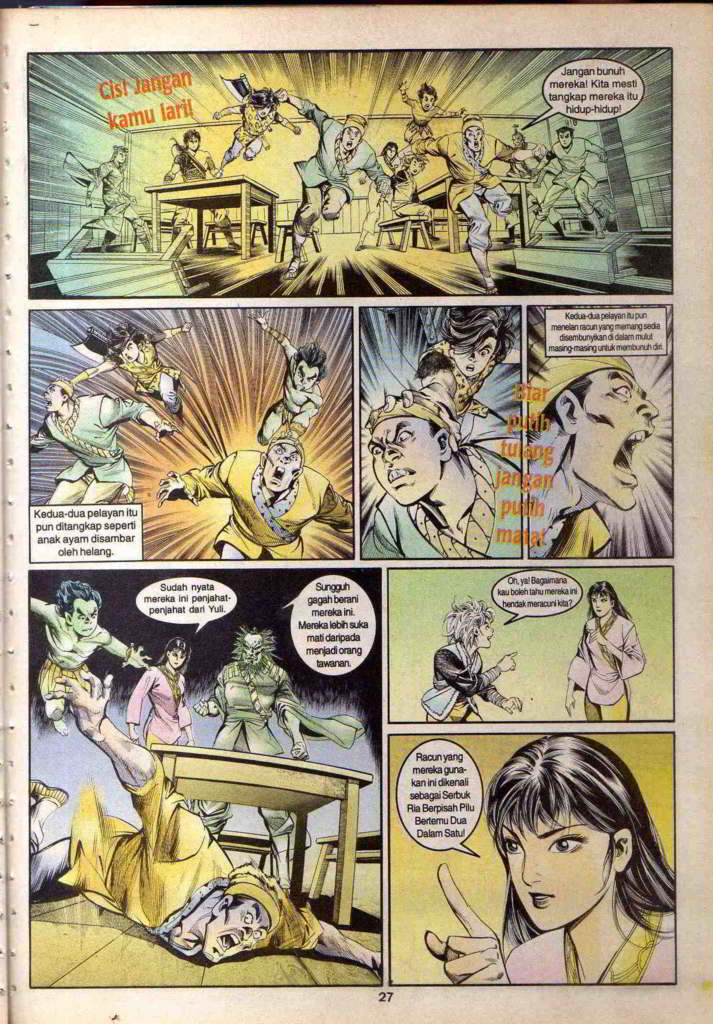 Cis! Jangan
kamu lari!
Jangan bunuh
mereka! Kita mesti
tangkap mereka itu
hidup-hidup!
Kedua-dua pelayan itu
pun ditangkap seperti
anak ayam disambar
oleh helang.
Kedua-dua pelayan itu pun
menelan racun yang memang sedia
disembunyikan di dalam mulut
masing-masing untuk membunuh diri.
Biar
putih
tulang
jangan
putih
mata!
Sudah nyata
mereka ini penjahat-
penjahat dari Yuli.
Sungguh
gagah berani
mereka ini.
Mereka lebih suka
mati daripada
menjadi orang
tawanan.
Oh, ya! Bagaimana
kau boleh tahu mereka ini
hendak meracuni kita?
Racun yang
mereka guna-
kan ini dikenali
sebagai Serbuk
Ria Berpisah Pilu
Bertemu Dua
Dalam Satu!
27